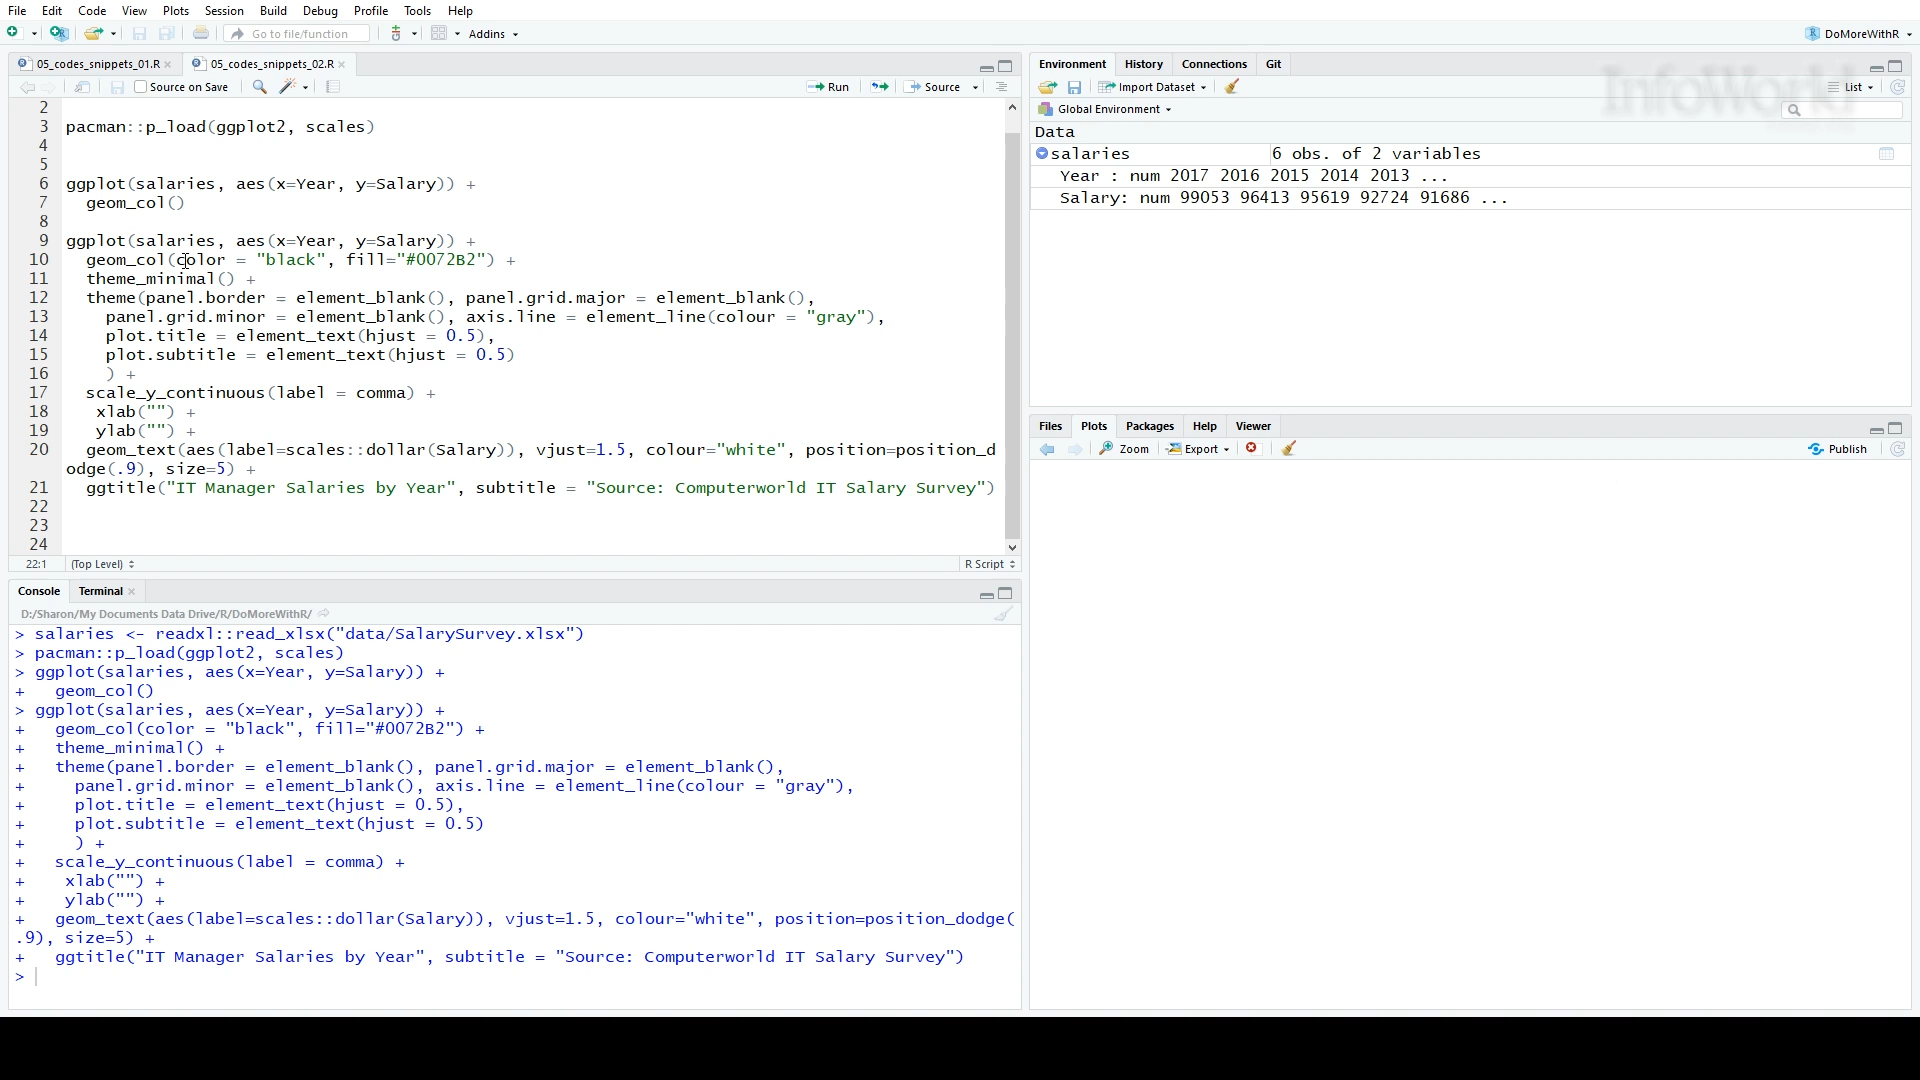 File Edit Code View Plots Session Build Debug Profile Tools Help
Go to file/function Addins DoMoreWithR
05_codes_snippets_01.R 05_codes_snippets_02.R
Source on Save Run Source
2
3 pacman::p_load(ggplot2, scales)
4
5
6 ggplot(salaries, aes(x=Year, y=Salary)) +
7 geom_col()
8
9 ggplot(salaries, aes(x=Year, y=Salary)) +
10 geom_col(color = "black", fill="#0072B2") +
11 theme_minimal() +
12 theme(panel.border = element_blank(), panel.grid.major = element_blank(),
13 panel.grid.minor = element_blank(), axis.line = element_line(colour = "gray"),
14 plot.title = element_text(hjust = 0.5),
15 plot.subtitle = element_text(hjust = 0.5)
16 ) +
17 scale_y_continuous(label = comma) +
18 xlab("") +
19 ylab("") +
20 geom_text(aes(label=scales::dollar(Salary)), vjust=1.5, colour="white", position=position_d
odge(.9), size=5) +
21 ggtitle("IT Manager Salaries by Year", subtitle = "Source: Computerworld IT Salary Survey")
22
23
24
22:1 (Top Level) R Script
Console Terminal
D:/Sharon/My Documents Data Drive/R/DoMoreWithR/
> salaries <- readxl::read_xlsx("data/SalarySurvey.xlsx")
> pacman::p_load(ggplot2, scales)
> ggplot(salaries, aes(x=Year, y=Salary)) +
+ geom_col()
> ggplot(salaries, aes(x=Year, y=Salary)) +
+ geom_col(color = "black", fill="#0072B2") +
+ theme_minimal() +
+ theme(panel.border = element_blank(), panel.grid.major = element_blank(),
+ panel.grid.minor = element_blank(), axis.line = element_line(colour = "gray"),
+ plot.title = element_text(hjust = 0.5),
+ plot.subtitle = element_text(hjust = 0.5)
+ ) +
+ scale_y_continuous(label = comma) +
+ xlab("") +
+ ylab("") +
+ geom_text(aes(label=scales::dollar(Salary)), vjust=1.5, colour="white", position=position_dodge(
.9), size=5) +
+ ggtitle("IT Manager Salaries by Year", subtitle = "Source: Computerworld IT Salary Survey")
>
Environment History Connections Git
InfoWorld
Import Dataset List
Global Environment
Data
salaries 6 obs. of 2 variables
Year : num 2017 2016 2015 2014 2013 ...
Salary: num 99053 96413 95619 92724 91686 ...
Files Plots Packages Help Viewer
Zoom Export Publish